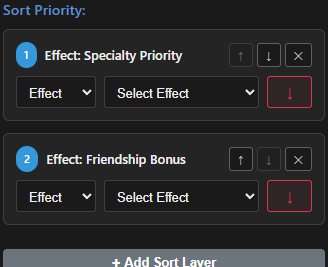 Sort Priority:
1 Effect: Specialty Priority ↑ ↓ ×
Effect Select Effect ↓
2 Effect: Friendship Bonus ↑ ↓ ×
Effect Select Effect ↓
+ Add Sort Layer